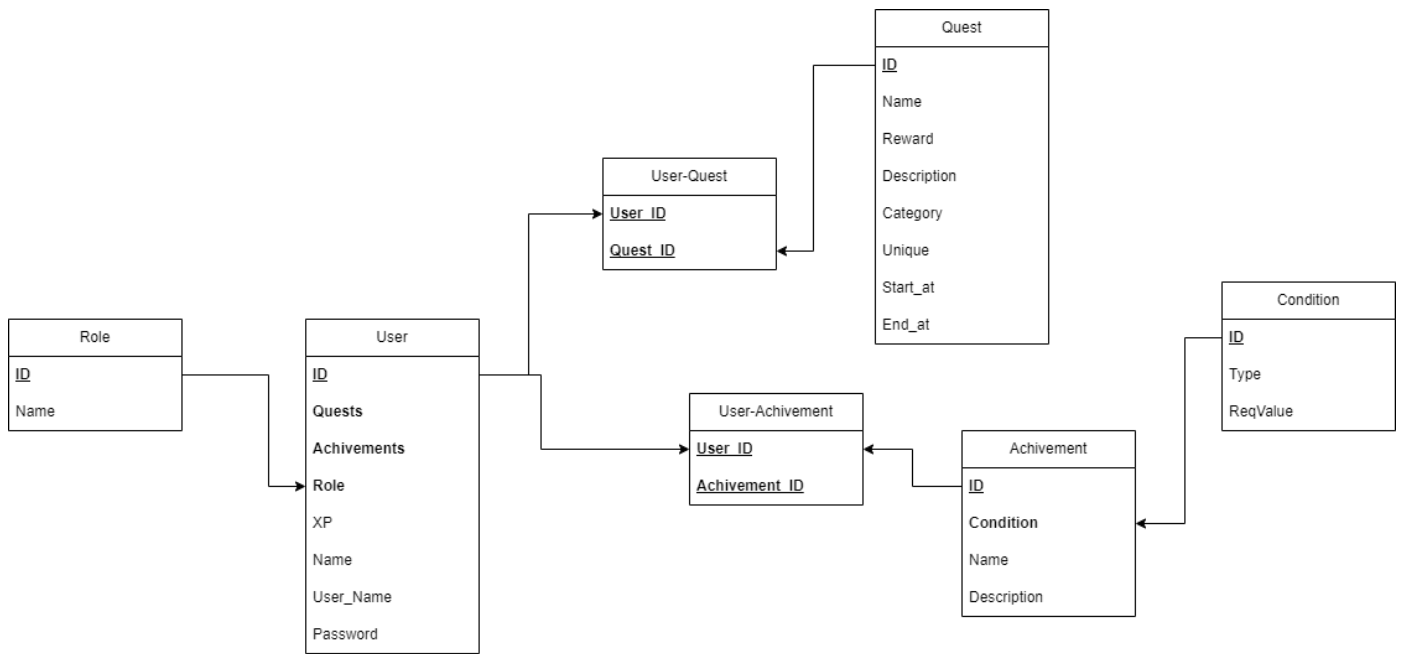 Quest
ID
Name
Reward
Description
Category
Unique
Start_at
End_at
User-Quest
User_ID
Quest_ID
Condition
ID
Type
ReqValue
Role
ID
Name
User
ID
Quests
Achivements
Role
XP
Name
User_Name
Password
User-Achivement
User_ID
Achivement_ID
Achivement
ID
Condition
Name
Description